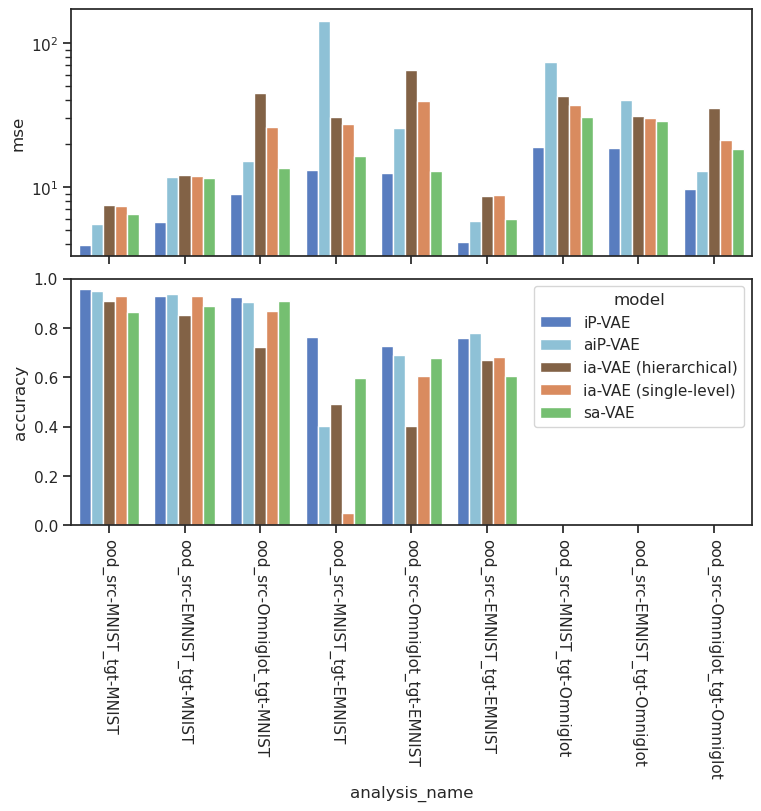 10²
10¹
mse
1.0
0.8
0.6
0.4
0.2
0.0
accuracy
model
iP-VAE
aiP-VAE
ia-VAE (hierarchical)
ia-VAE (single-level)
sa-VAE
ood_src-MNIST_tgt-MNIST
ood_src-EMNIST_tgt-MNIST
ood_src-Omniglot_tgt-MNIST
ood_src-MNIST_tgt-EMNIST
ood_src-Omniglot_tgt-EMNIST
ood_src-EMNIST_tgt-EMNIST
ood_src-MNIST_tgt-Omniglot
ood_src-EMNIST_tgt-Omniglot
ood_src-Omniglot_tgt-Omniglot
analysis_name